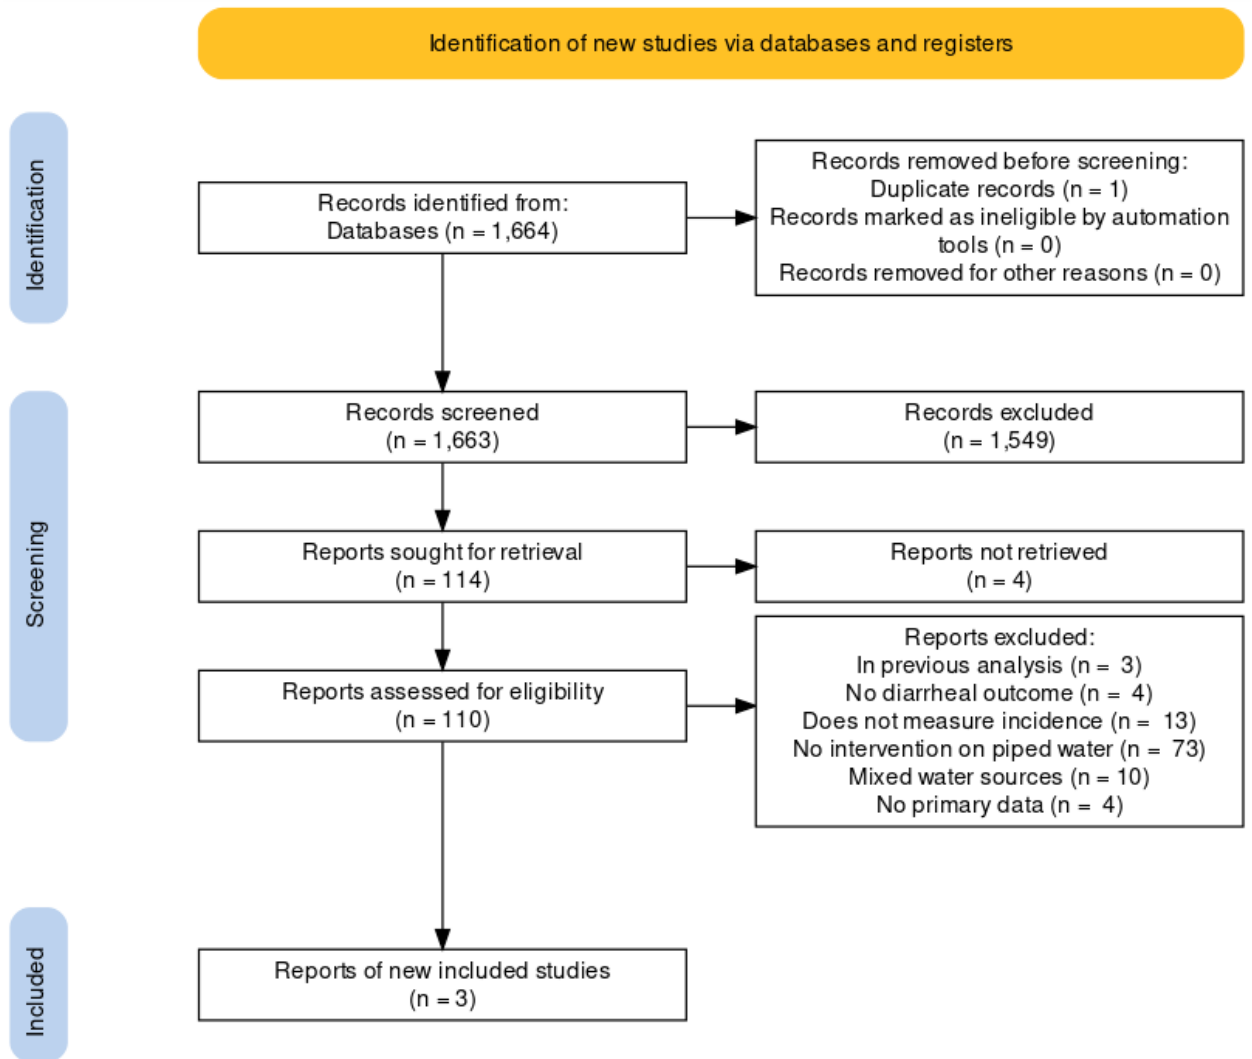 Identification of new studies via databases and registers
Identification
Records identified from:
Databases (n = 1,664)
Records removed before screening:
Duplicate records (n = 1)
Records marked as ineligible by automation
tools (n = 0)
Records removed for other reasons (n = 0)
Screening
Records screened
(n = 1,663)
Records excluded
(n = 1,549)
Reports sought for retrieval
(n = 114)
Reports not retrieved
(n = 4)
Reports assessed for eligibility
(n = 110)
Reports excluded:
In previous analysis (n = 3)
No diarrheal outcome (n = 4)
Does not measure incidence (n = 13)
No intervention on piped water (n = 73)
Mixed water sources (n = 10)
No primary data (n = 4)
Included
Reports of new included studies
(n = 3)